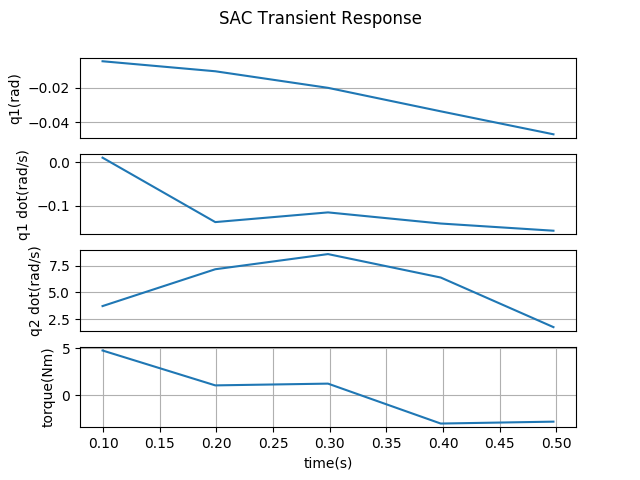 SAC Transient Response
q1(rad)
−0.02
−0.04
q1 dot(rad/s)
0.0
−0.1
q2 dot(rad/s)
7.5
5.0
2.5
torque(Nm)
5
0
0.10 0.15 0.20 0.25 0.30 0.35 0.40 0.45 0.50
time(s)